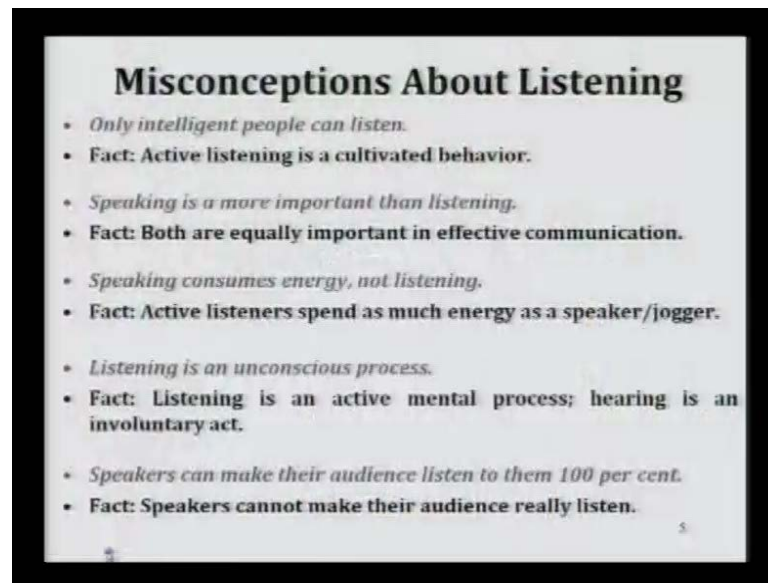 Misconceptions About Listening
• Only intelligent people can listen.
• Fact: Active listening is a cultivated behavior.
• Speaking is a more important than listening.
• Fact: Both are equally important in effective communication.
• Speaking consumes energy, not listening.
• Fact: Active listeners spend as much energy as a speaker/jogger.
• Listening is an unconscious process.
• Fact: Listening is an active mental process; hearing is an
involuntary act.
• Speakers can make their audience listen to them 100 per cent.
• Fact: Speakers cannot make their audience really listen.
5